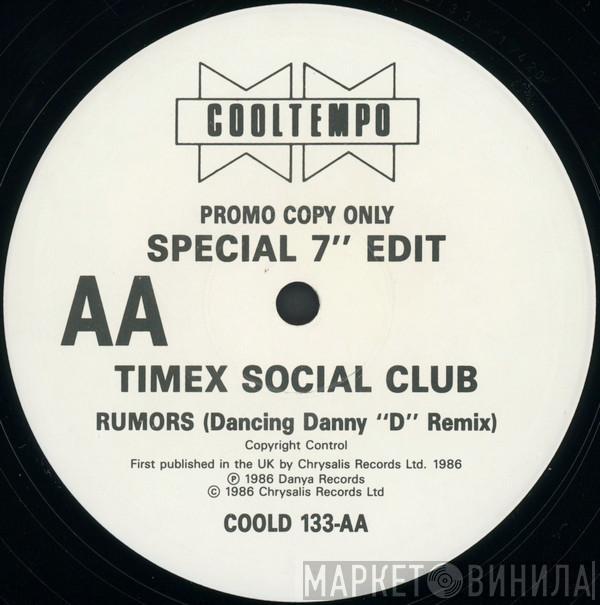 COOLTEMPO
PROMO COPY ONLY
SPECIAL 7" EDIT
AA
TIMEX SOCIAL CLUB
RUMORS (Dancing Danny "D" Remix)
Copyright Control
First published in the UK by Chrysalis Records Ltd. 1986
Ⓟ 1986 Danya Records
© 1986 Chrysalis Records Ltd
COOLD 133-AA
МАРКЕТ ВИНИЛА